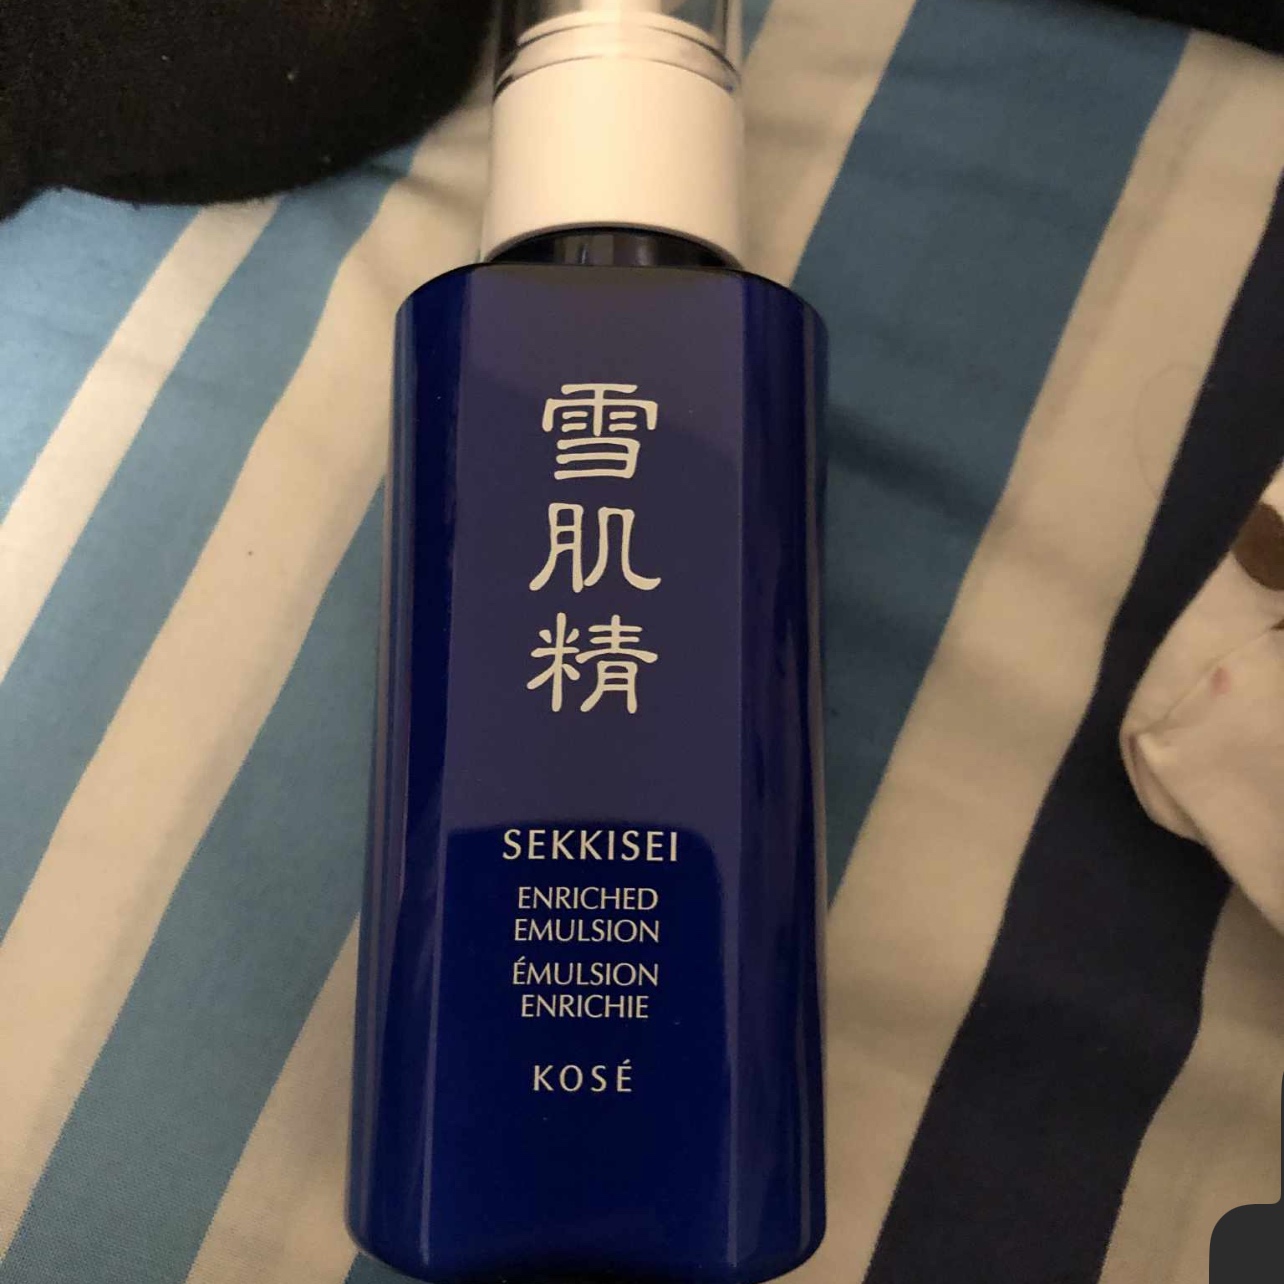 雪肌精
SEKKISEI
ENRICHED
EMULSION
ÉMULSION
ENRICHIE
KOSÉ